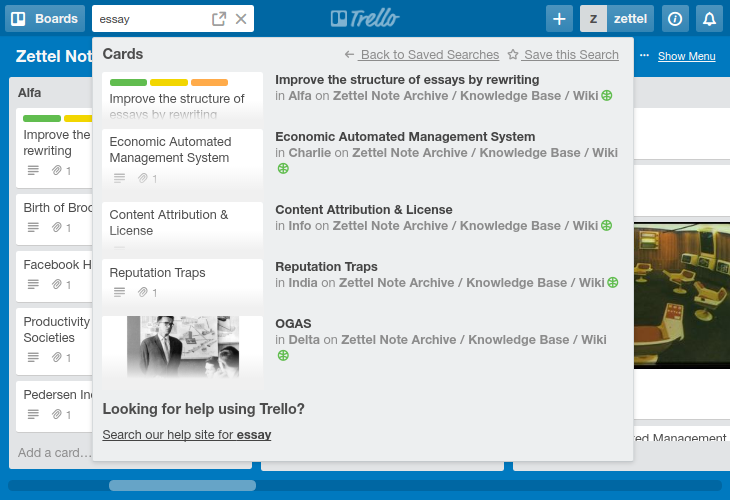 Boards
essay
Trello
z zettel
Zettel Not
Show Menu
Alfa
Improve the
rewriting
1
Birth of Broc
1
Facebook H
1
Productivity
Societies
1
Pedersen In
1
Add a card…
Cards
Back to Saved Searches
Save this Search
Improve the structure of
essays by rewriting
Improve the structure of essays by rewriting
in Alfa on Zettel Note Archive / Knowledge Base / Wiki
Economic Automated
Management System
1
Economic Automated Management System
in Charlie on Zettel Note Archive / Knowledge Base / Wiki
Content Attribution &
License
Content Attribution & License
in Info on Zettel Note Archive / Knowledge Base / Wiki
Reputation Traps
1
Reputation Traps
in India on Zettel Note Archive / Knowledge Base / Wiki
OGAS
in Delta on Zettel Note Archive / Knowledge Base / Wiki
Looking for help using Trello?
Search our help site for essay
ed Management